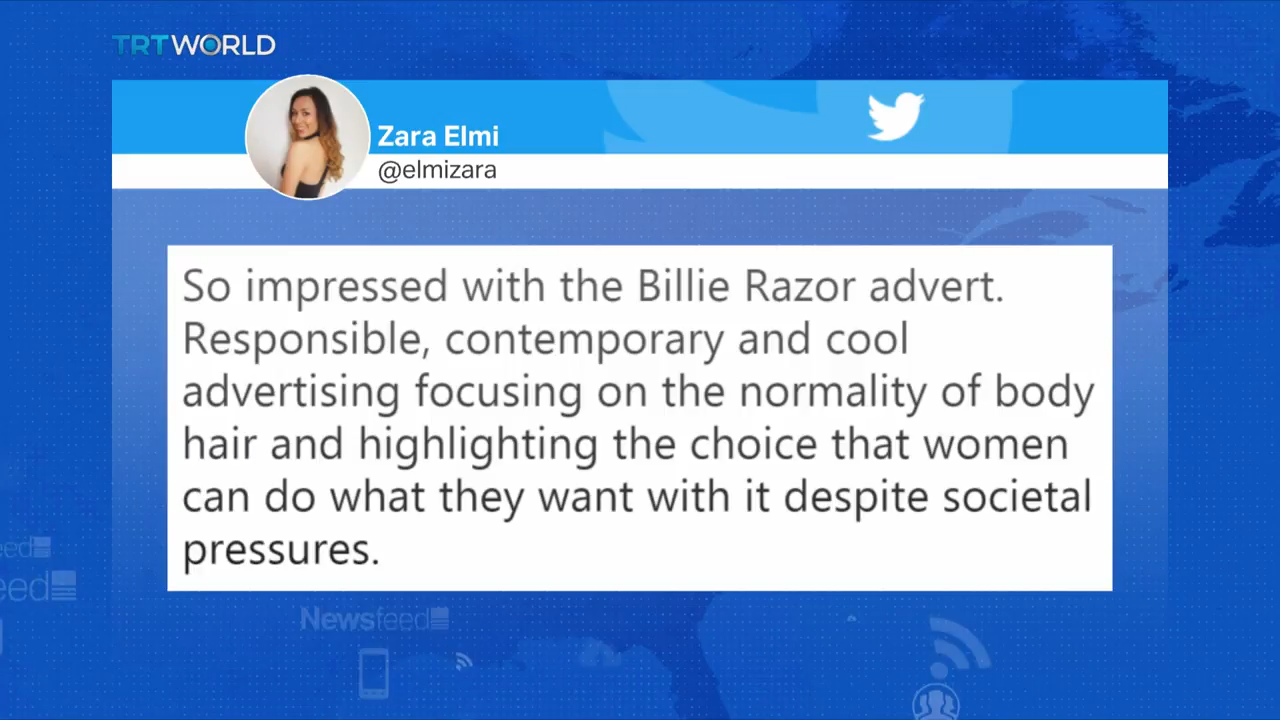 TRTWORLD
Zara Elmi
@elmizara
So impressed with the Billie Razor advert.
Responsible, contemporary and cool
advertising focusing on the normality of body
hair and highlighting the choice that women
can do what they want with it despite societal
pressures.
eed
eed
Newsfeed